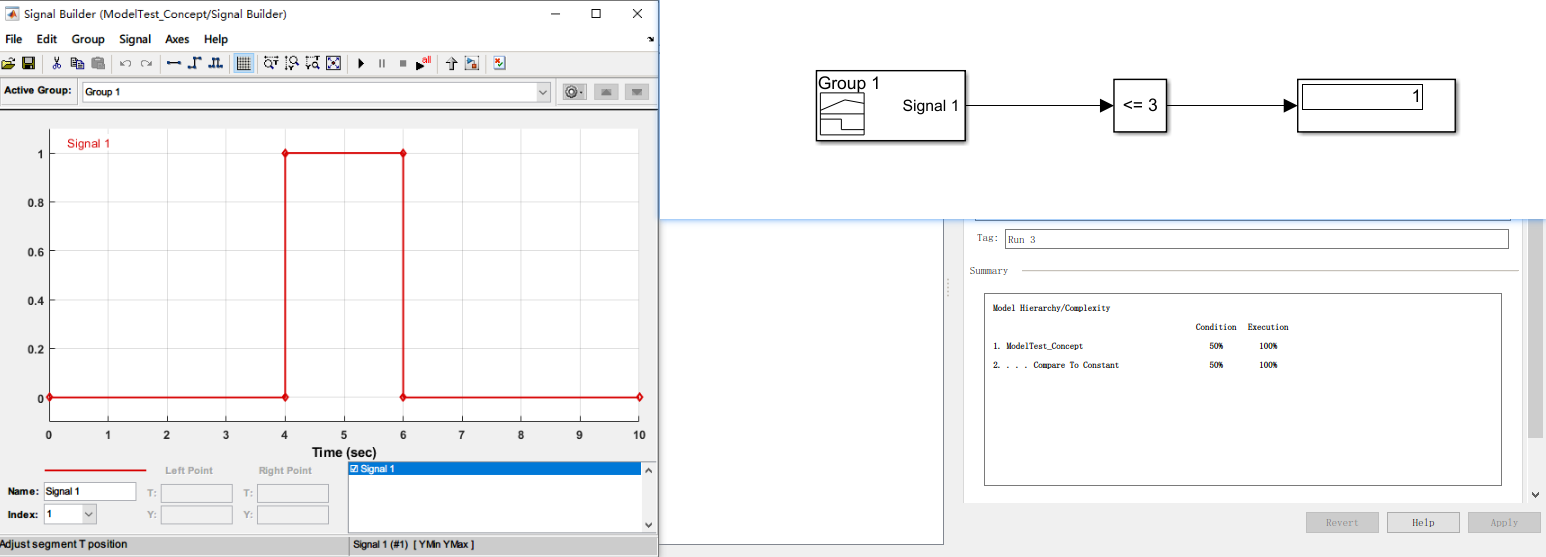 Signal Builder (ModelTest_Concept/Signal Builder)
File Edit Group Signal Axes Help
all
Active Group: Group 1
Signal 1
1
0.8
0.6
0.4
0.2
0
0 1 2 3 4 5 6 7 8 9 10
Time (sec)
Left Point Right Point
Name: Signal 1 T: T:
Index: 1 Y: Y:
Signal 1
Adjust segment T position
Signal 1 (#1) [ YMin YMax ]
Group 1
Signal 1
<= 3
1
Tag: Run 3
Summary
Model Hierarchy/Complexity
Condition Execution
1. ModelTest_Concept 50% 100%
2. . . . Compare To Constant 50% 100%
Revert Help Apply